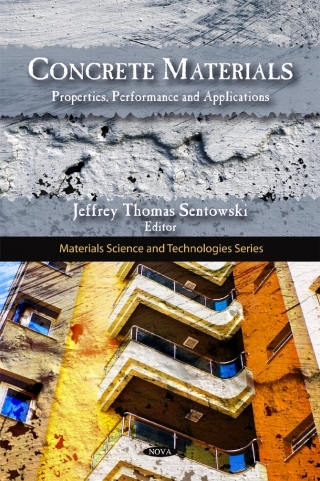 CONCRETE MATERIALS
Properties, Performance and Applications
Jeffrey Thomas Sentowski
Editor
Materials Science and Technologies Series
NOVA